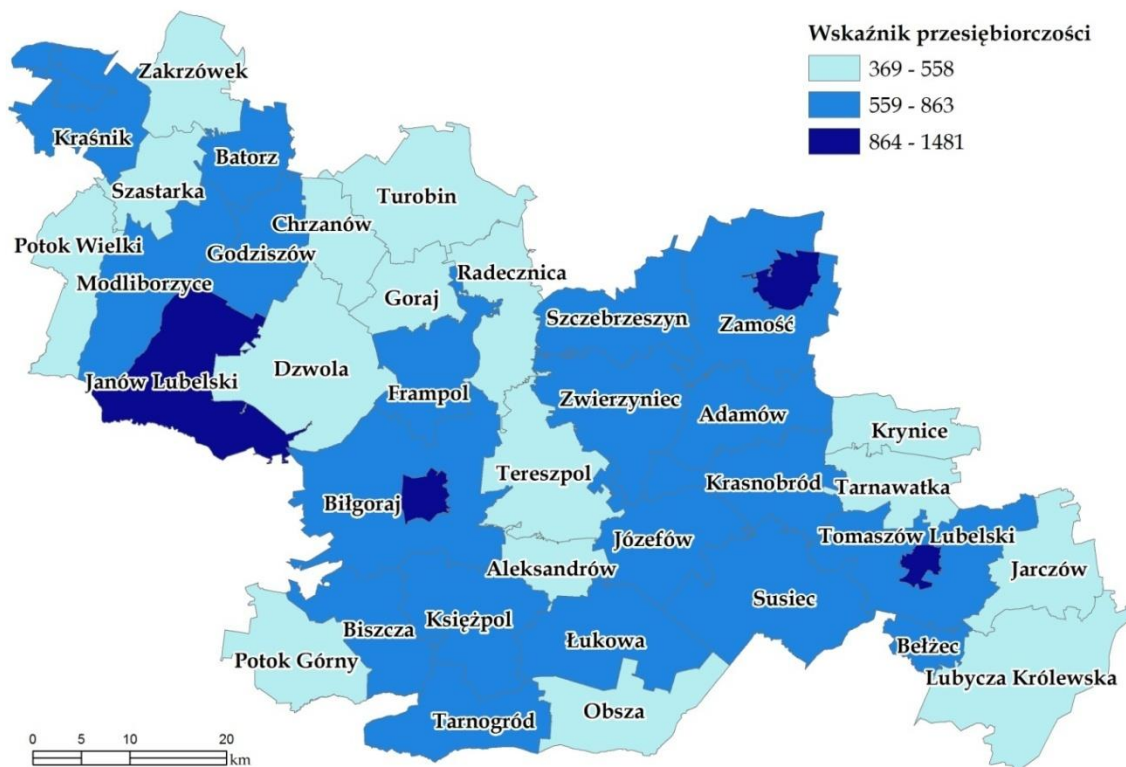 Wskaźnik przesiębiorczości
369 - 558
559 - 863
864 - 1481
Zakrzówek
Kraśnik
Batorz
Szastarka
Turobin
Chrzanów
Potok Wielki
Godziszów
Radecznica
Modliborzyce
Goraj
Szczebrzeszyn
Zamość
Janów Lubelski
Dzwola
Frampol
Zwierzyniec
Adamów
Krynice
Tereszpol
Krasnobród
Tarnawatka
Biłgoraj
Tomaszów Lubelski
Józefów
Aleksandrów
Jarczów
Susiec
Księżpol
Biszcza
Łukowa
Bełżec
Potok Górny
Lubycza Królewska
Obsza
Tarnogród
0 5 10 20
km